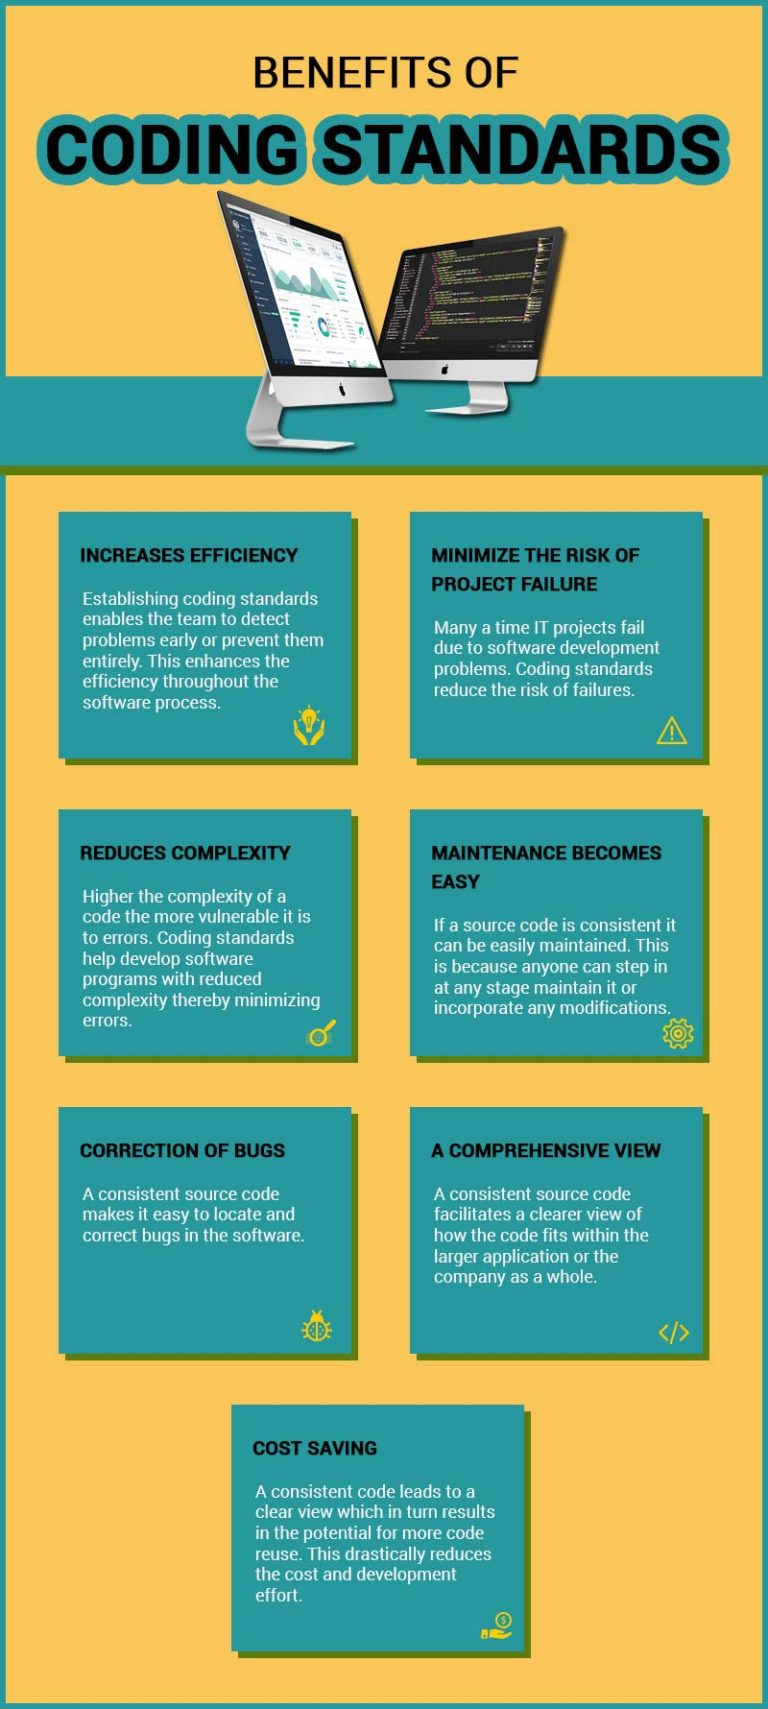 BENEFITS OF
CODING STANDARDS
INCREASES EFFICIENCY
Establishing coding standards
enables the team to detect
problems early or prevent them
entirely. This enhances the
efficiency throughout the
software process.
MINIMIZE THE RISK OF
PROJECT FAILURE
Many a time IT projects fail
due to software development
problems. Coding standards
reduce the risk of failures.
REDUCES COMPLEXITY
Higher the complexity of a
code the more vulnerable it is
to errors. Coding standards
help develop software
programs with reduced
complexity thereby minimizing
errors.
MAINTENANCE BECOMES
EASY
If a source code is consistent it
can be easily maintained. This
is because anyone can step in
at any stage maintain it or
incorporate any modifications.
CORRECTION OF BUGS
A consistent source code
makes it easy to locate and
correct bugs in the software.
A COMPREHENSIVE VIEW
A consistent source code
facilitates a clearer view of
how the code fits within the
larger application or the
company as a whole.
</>
COST SAVING
A consistent code leads to a
clear view which in turn results
in the potential for more code
reuse. This drastically reduces
the cost and development
effort.